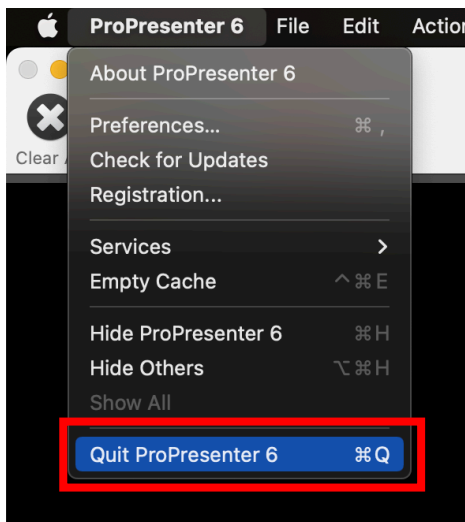 ProPresenter 6 File Edit Action
About ProPresenter 6
Preferences... ⌘ ,
Clear
Check for Updates
Registration...
Services >
Empty Cache ^⌘E
Hide ProPresenter 6 ⌘H
Hide Others ⌥⌘H
Show All
Quit ProPresenter 6 ⌘Q